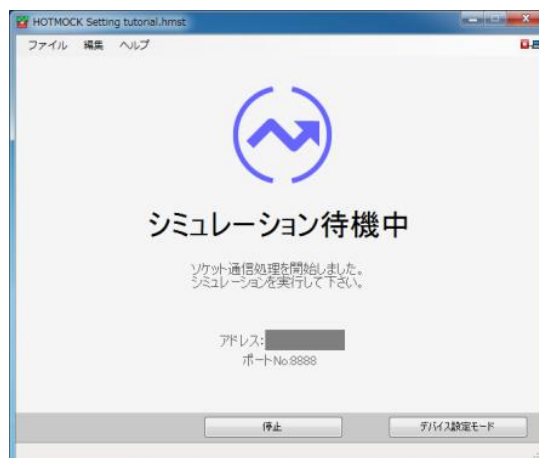 HOTMOCK Setting tutorial.hmst
ファイル 編集 ヘルプ
シミュレーション待機中
ソケット通信処理を開始しました。
シミュレーションを実行して下さい。
アドレス:
ポートNo:8888
停止 デバイス設定モード